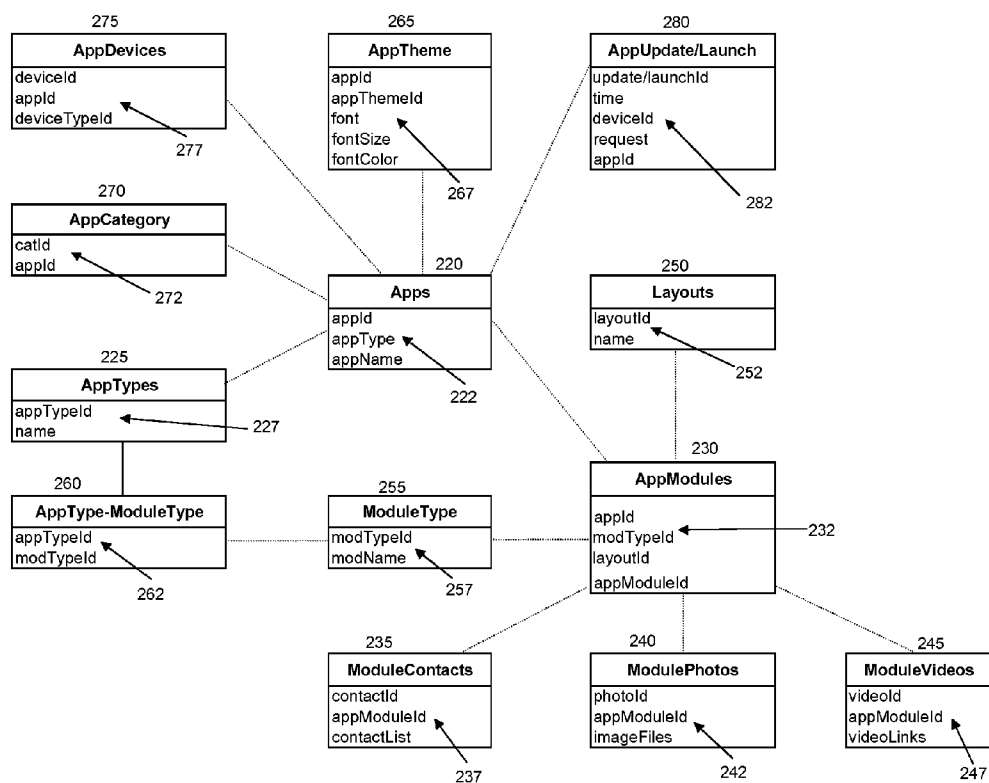 275
AppDevices
deviceId
appId
deviceTypeId
277
265
AppTheme
appId
appThemeId
font
fontSize
fontColor
267
280
AppUpdate/Launch
update/launchId
time
deviceId
request
appId
282
270
AppCategory
catId
appId
272
220
Apps
appId
appType
appName
222
250
Layouts
layoutId
name
252
225
AppTypes
appTypeId
name
227
230
AppModules
appId
modTypeId
layoutId
appModuleId
232
260
AppType-ModuleType
appTypeId
modTypeId
262
255
ModuleType
modTypeId
modName
257
235
ModuleContacts
contactId
appModuleId
contactList
237
240
ModulePhotos
photoId
appModuleId
imageFiles
242
245
ModuleVideos
videoId
appModuleId
videoLinks
247